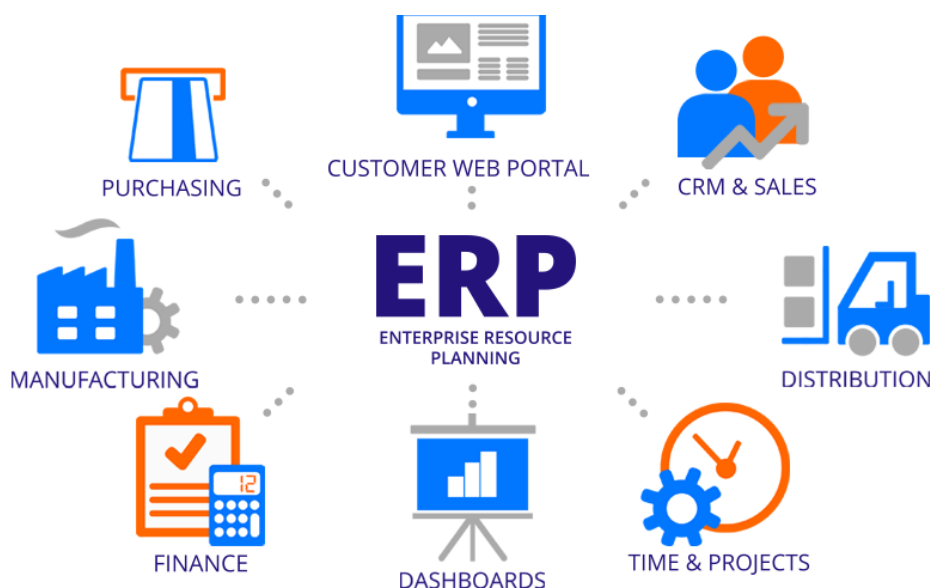 CUSTOMER WEB PORTAL
PURCHASING
CRM & SALES
ERP
ENTERPRISE RESOURCE
PLANNING
MANUFACTURING
DISTRIBUTION
12
FINANCE
DASHBOARDS
TIME & PROJECTS